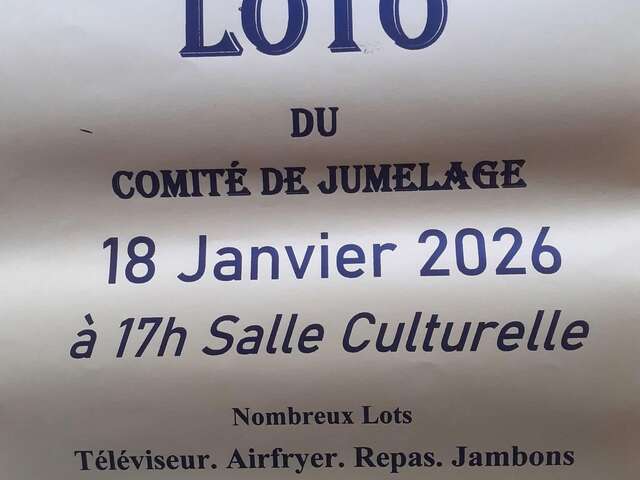 LOTO
DU
COMITÉ DE JUMELAGE
18 Janvier 2026
à 17h Salle Culturelle
Nombreux Lots
Téléviseur. Airfryer. Repas. Jambons